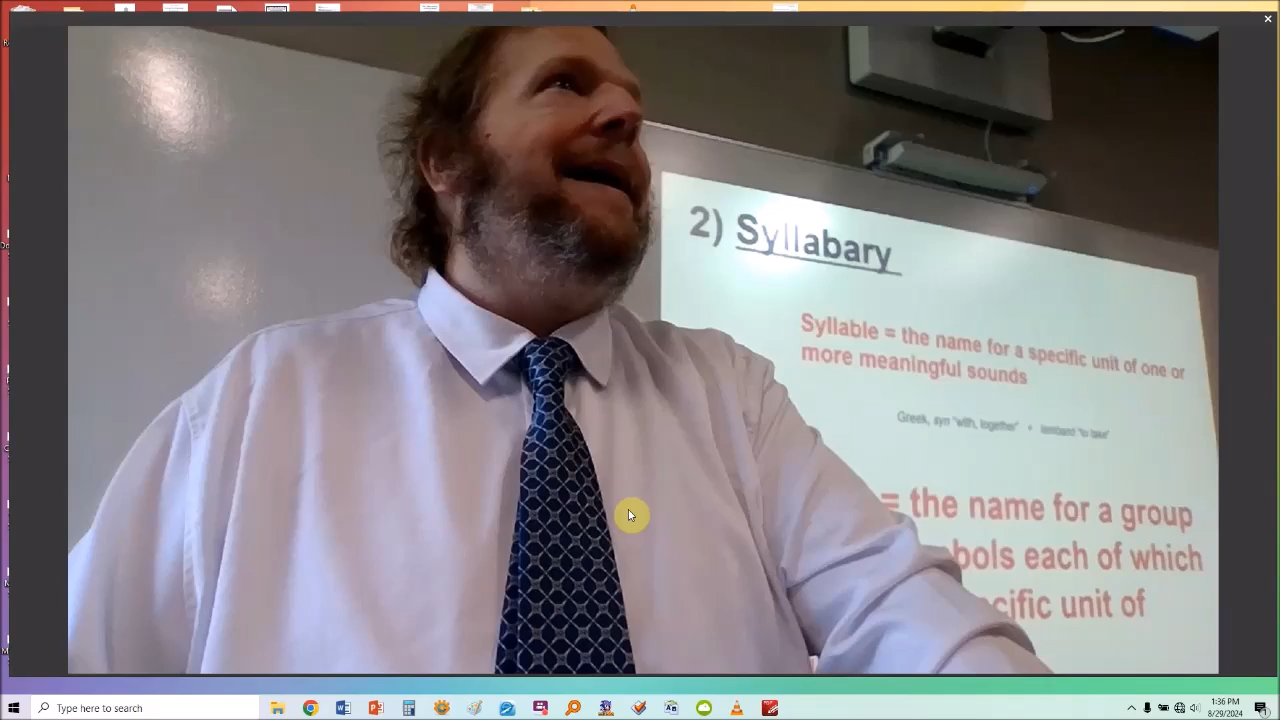 2) Syllabary
Syllable = the name for a specific unit of one or
more meaningful sounds
Greek, syn "with, together" + lambano "to take"
= the name for a group
bols each of which
cific unit of
Type here to search
1:36 PM
8/29/2024